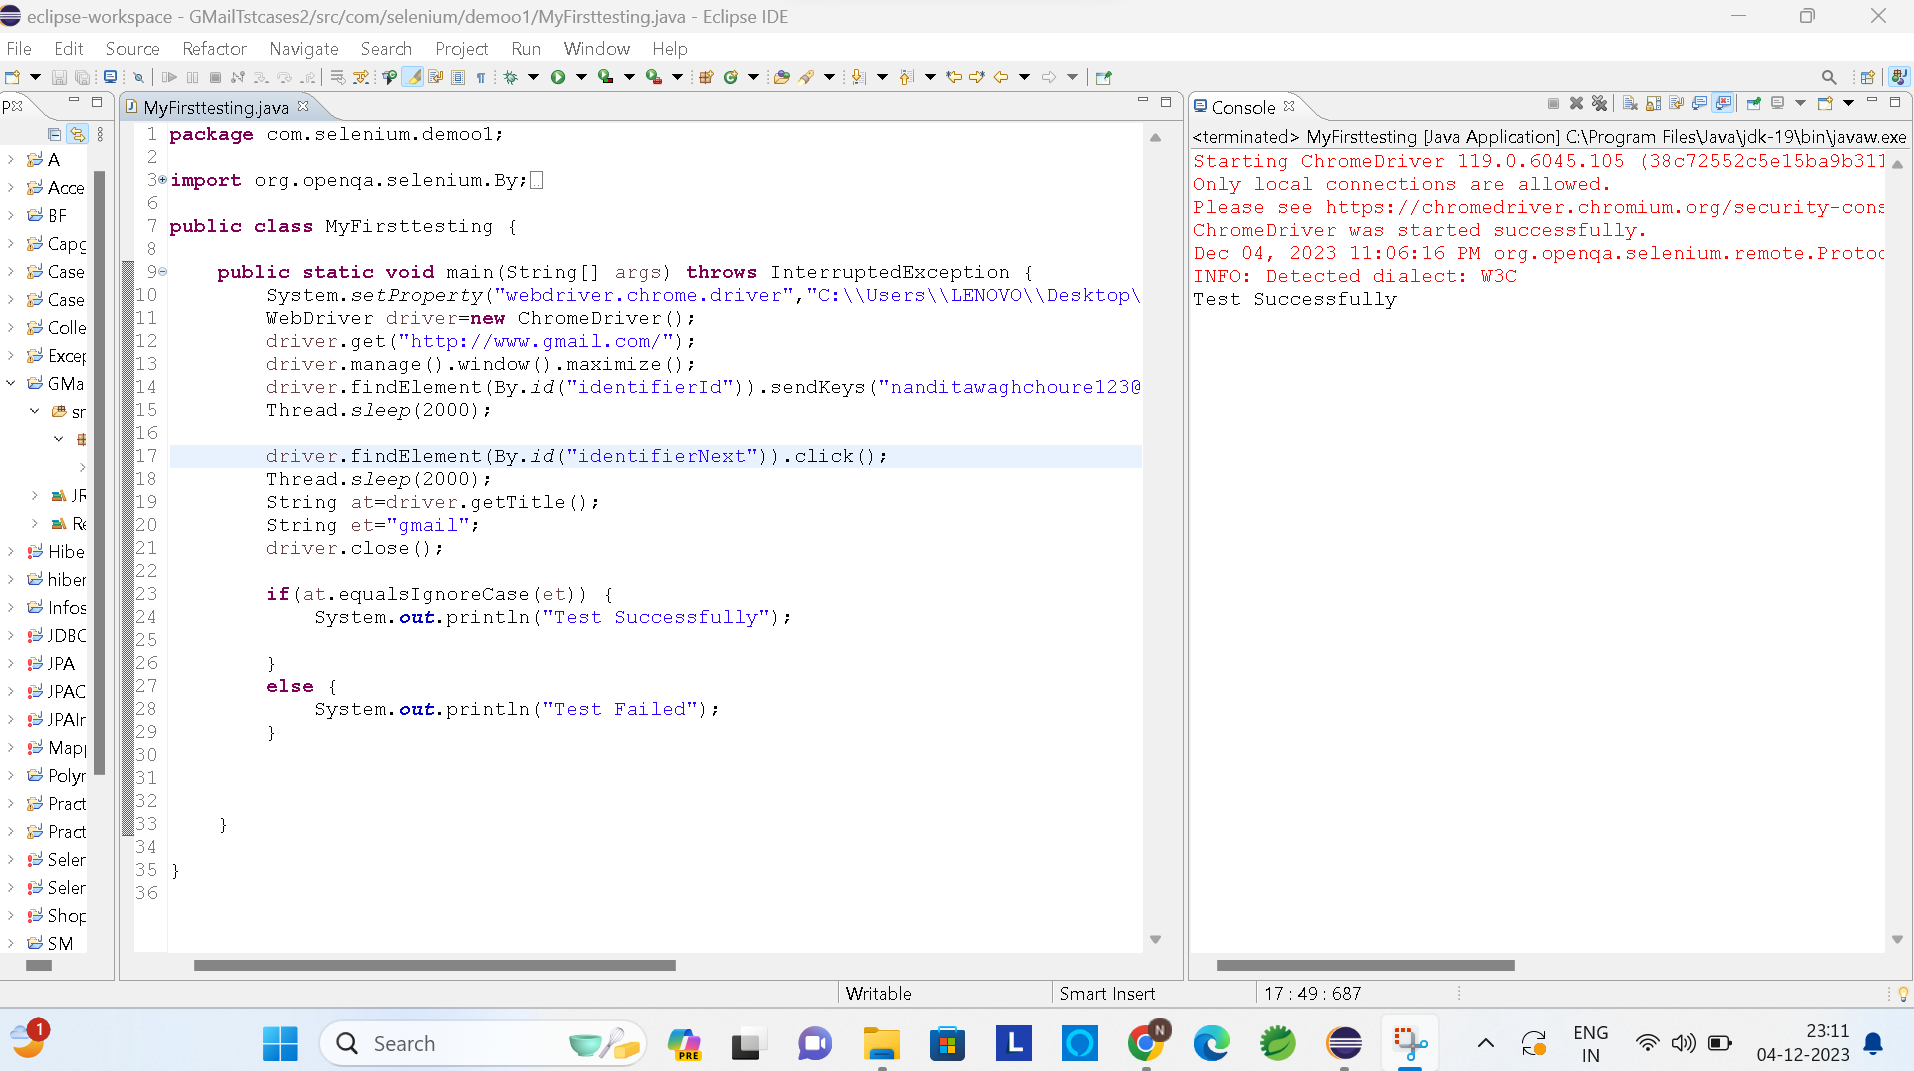 eclipse-workspace - GMailTstcases2/src/com/selenium/demoo1/MyFirsttesting.java - Eclipse IDE
File Edit Source Refactor Navigate Search Project Run Window Help
MyFirsttesting.java
A
Acce
BF
Capg
Case
Case
Colle
Excep
GMa
sr
JR
Re
Hiber
hiber
Infos
JDBC
JPA
JPAC
JPAIr
Mapp
Polyr
Pract
Pract
Seler
Seler
Shop
SM
1 package com.selenium.demoo1;
2
3 import org.openqa.selenium.By;
6
7 public class MyFirsttesting {
8
9 public static void main(String[] args) throws InterruptedException {
10 System.setProperty("webdriver.chrome.driver","C:\\Users\\LENOVO\\Desktop\
11 WebDriver driver=new ChromeDriver();
12 driver.get("http://www.gmail.com/");
13 driver.manage().window().maximize();
14 driver.findElement(By.id("identifierId")).sendKeys("nanditawaghchoure123@
15 Thread.sleep(2000);
16
17 driver.findElement(By.id("identifierNext")).click();
18 Thread.sleep(2000);
19 String at=driver.getTitle();
20 String et="gmail";
21 driver.close();
22
23 if(at.equalsIgnoreCase(et)) {
24 System.out.println("Test Successfully");
25
26 }
27 else {
28 System.out.println("Test Failed");
29 }
30
31
32
33 }
34
35 }
36
Console
<terminated> MyFirsttesting [Java Application] C:\Program Files\Java\jdk-19\bin\javaw.exe
Starting ChromeDriver 119.0.6045.105 (38c72552c5e15ba9b311
Only local connections are allowed.
Please see https://chromedriver.chromium.org/security-cons
ChromeDriver was started successfully.
Dec 04, 2023 11:06:16 PM org.openqa.selenium.remote.Protoc
INFO: Detected dialect: W3C
Test Successfully
Writable Smart Insert 17 : 49 : 687
1
Search
PRE
L
N
ENG
IN
23:11
04-12-2023